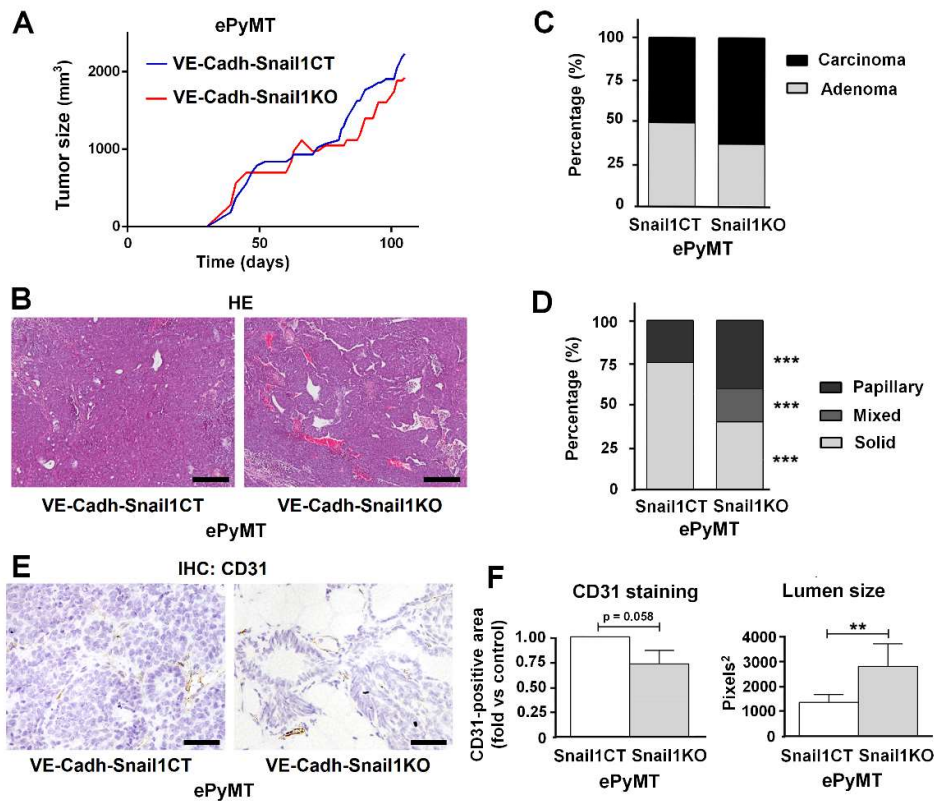 A
ePyMT
VE-Cadh-Snail1CT
VE-Cadh-Snail1KO
Tumor size (mm³)
2000
1000
0
0 50 100
Time (days)
B
HE
VE-Cadh-Snail1CT VE-Cadh-Snail1KO
ePyMT
C
Percentage (%)
100
75
50
25
0
Carcinoma
Adenoma
Snail1CT Snail1KO
ePyMT
D
Percentage (%)
100
75
50
25
0
***
***
***
Papillary
Mixed
Solid
Snail1CT Snail1KO
ePyMT
E
IHC: CD31
VE-Cadh-Snail1CT VE-Cadh-Snail1KO
ePyMT
F
CD31 staining
p = 0.058
CD31-positive area
(fold vs control)
1.00
0.75
0.5
0.25
0
Snail1CT Snail1KO
ePyMT
Lumen size
**
Pixels²
4000
3000
2000
1000
0
Snail1CT Snail1KO
ePyMT